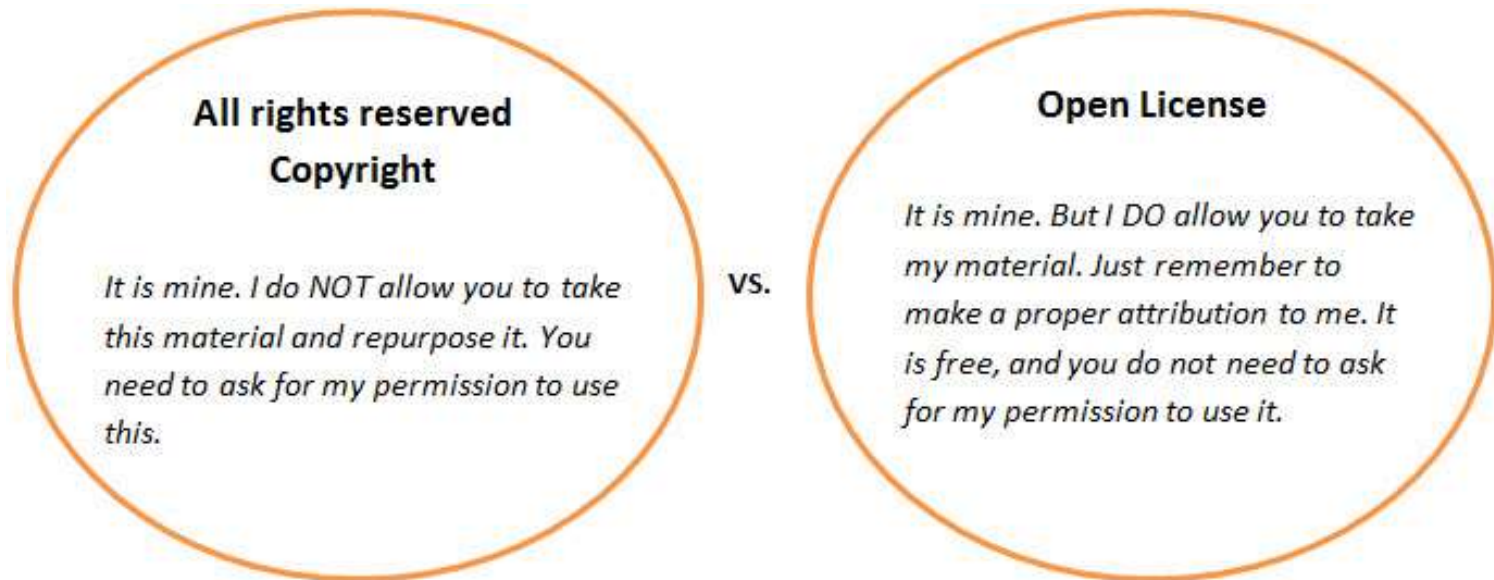 All rights reserved
Copyright
It is mine. I do NOT allow you to take
this material and repurpose it. You
need to ask for my permission to use
this.
vs.
Open License
It is mine. But I DO allow you to take
my material. Just remember to
make a proper attribution to me. It
is free, and you do not need to ask
for my permission to use it.